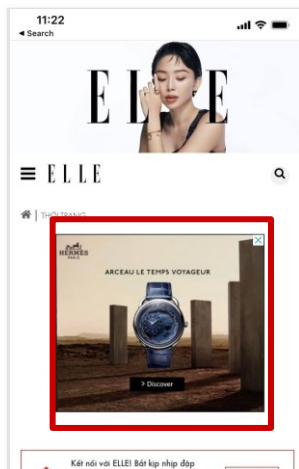 11:22
◄ Search
ELLE
ELLE
THỜI TRANG
HERMÈS
PARIS
ARCEAU LE TEMPS VOYAGEUR
> Discover
Kết nối với ELLE! Bắt kịp nhịp đập